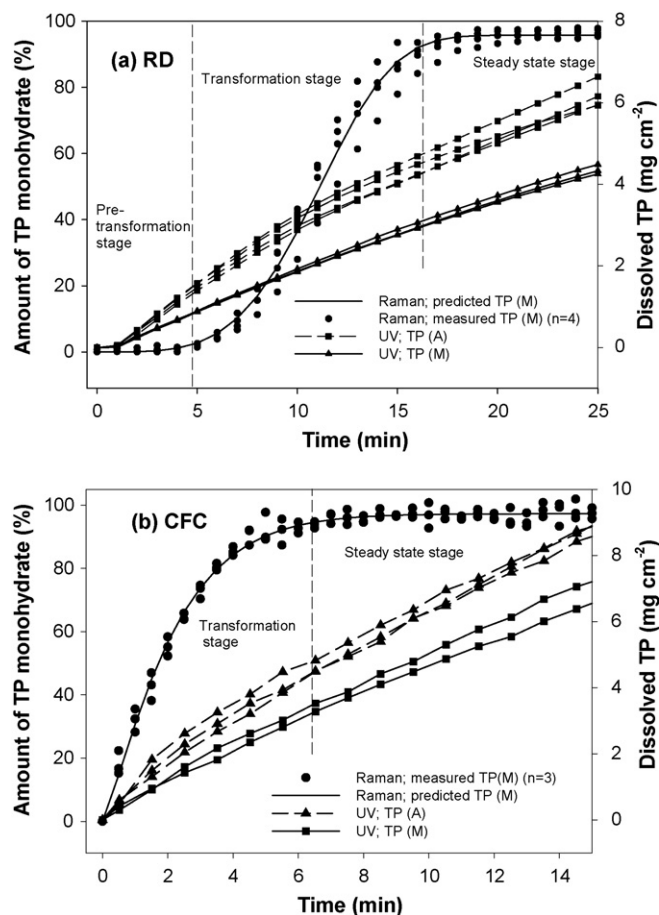 (a) RD
Transformation stage
Steady state stage
Pre-
transformation
stage
Amount of TP monohydrate (%)
100
80
60
40
20
0
Dissolved TP (mg cm-2)
8
6
4
2
0
Raman; predicted TP (M)
Raman; measured TP (M) (n=4)
UV; TP (A)
UV; TP (M)
0 5 10 15 20 25
Time (min)
(b) CFC
Steady state stage
Transformation
stage
Amount of TP monohydrate (%)
100
80
60
40
20
0
Dissolved TP (mg cm-2)
10
8
6
4
2
0
Raman; measured TP(M) (n=3)
Raman; predicted TP (M)
UV; TP (A)
UV; TP (M)
0 2 4 6 8 10 12 14
Time (min)